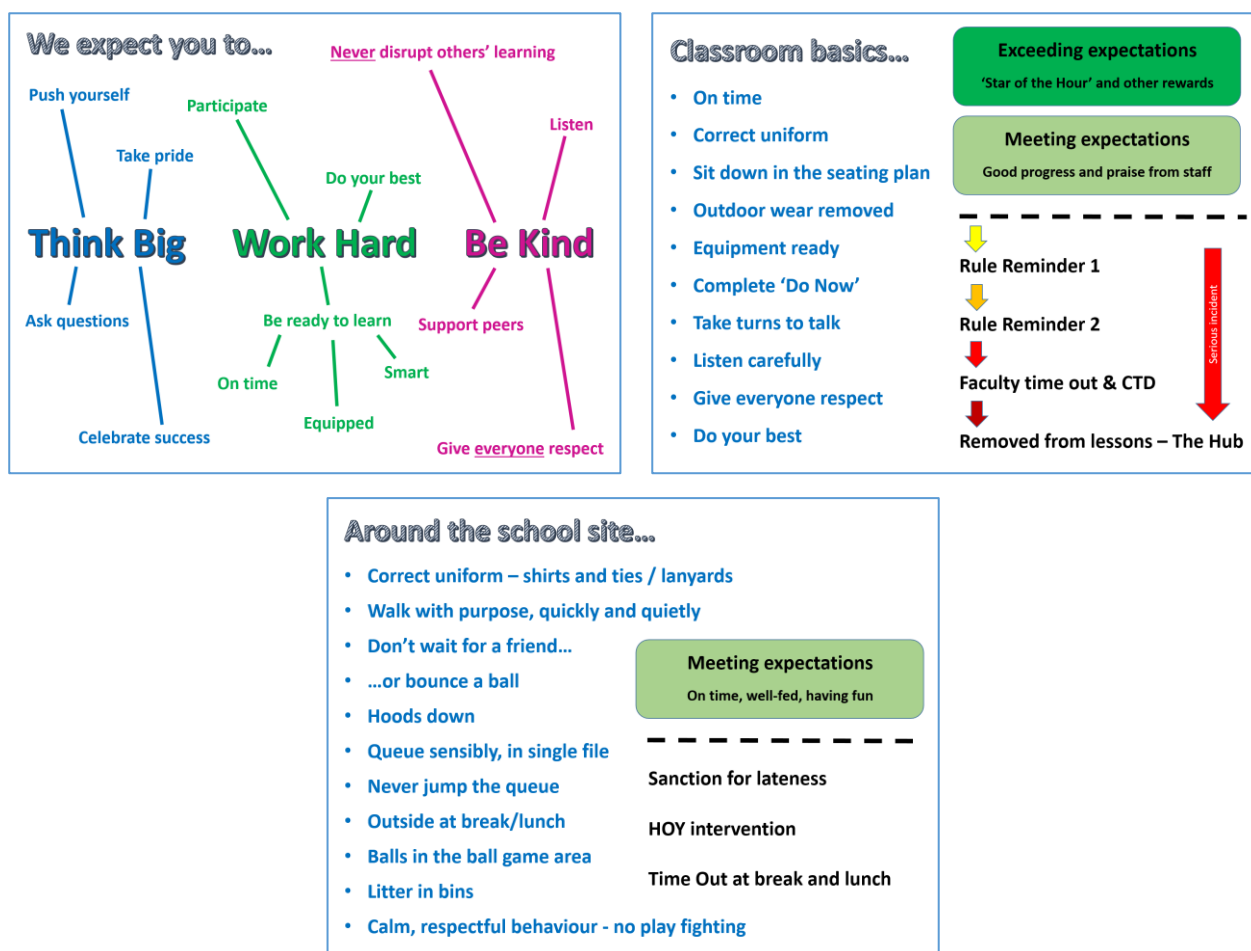 We expect you to...
Never disrupt others' learning
Push yourself
Participate
Listen
Take pride
Do your best
Think Big
Work Hard
Be Kind
Ask questions
Be ready to learn
Support peers
On time
Smart
Equipped
Celebrate success
Give everyone respect
Classroom basics...
• On time
• Correct uniform
• Sit down in the seating plan
• Outdoor wear removed
• Equipment ready
• Complete ‘Do Now’
• Take turns to talk
• Listen carefully
• Give everyone respect
• Do your best
Exceeding expectations
‘Star of the Hour’ and other rewards
Meeting expectations
Good progress and praise from staff
Rule Reminder 1
Rule Reminder 2
Faculty time out & CTD
Removed from lessons – The Hub
Serious incident
Around the school site...
• Correct uniform – shirts and ties / lanyards
• Walk with purpose, quickly and quietly
• Don’t wait for a friend…
• …or bounce a ball
• Hoods down
• Queue sensibly, in single file
• Never jump the queue
• Outside at break/lunch
• Balls in the ball game area
• Litter in bins
• Calm, respectful behaviour - no play fighting
Meeting expectations
On time, well-fed, having fun
Sanction for lateness
HOY intervention
Time Out at break and lunch